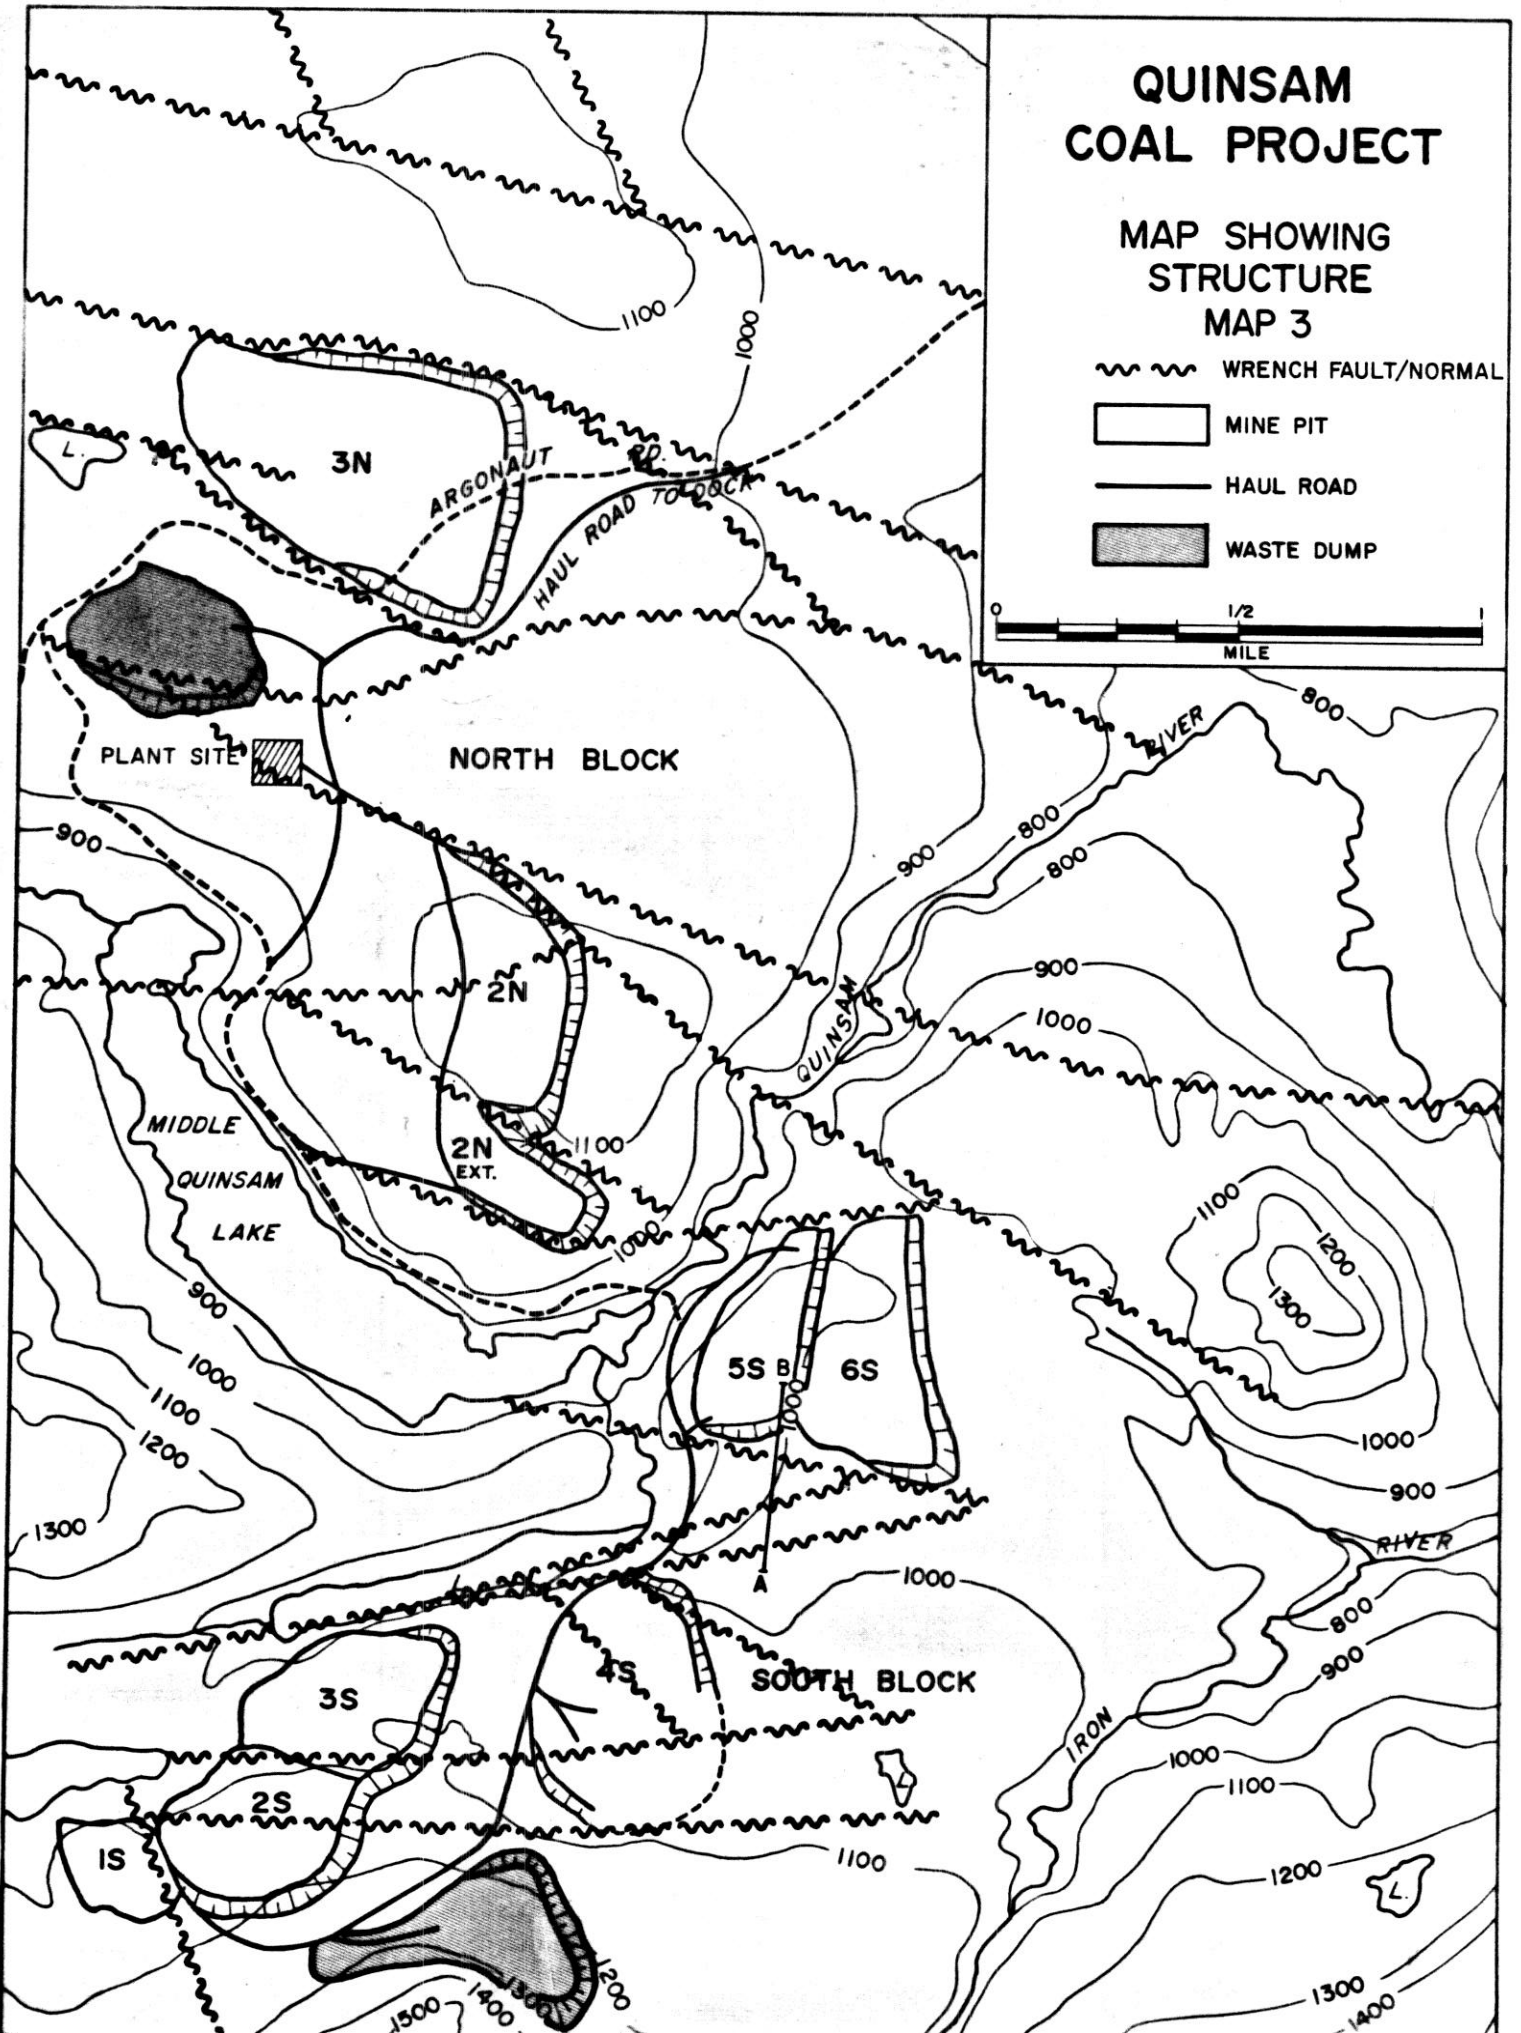 QUINSAM
COAL PROJECT
MAP SHOWING
STRUCTURE
MAP 3
WRENCH FAULT/NORMAL
MINE PIT
HAUL ROAD
WASTE DUMP
0 1/2 1
MILE
1100
1000
L.
?
3N
ARGONAUT RD.
HAUL ROAD TO DOCK
800
RIVER
PLANT SITE
NORTH BLOCK
900
800
900
800
900
2N
QUINSAM
1000
MIDDLE
QUINSAM
LAKE
2N
EXT.
1100
1000
1100
1200
1300
900
1000
1100
1200
1300
5S
B
6S
1000
1000
900
RIVER
A
1000
800
900
3S
4S
SOUTH BLOCK
IRON
1000
1100
L
2S
1S
1100
1200
L.
1200
1300
1400
1500
1300
1400